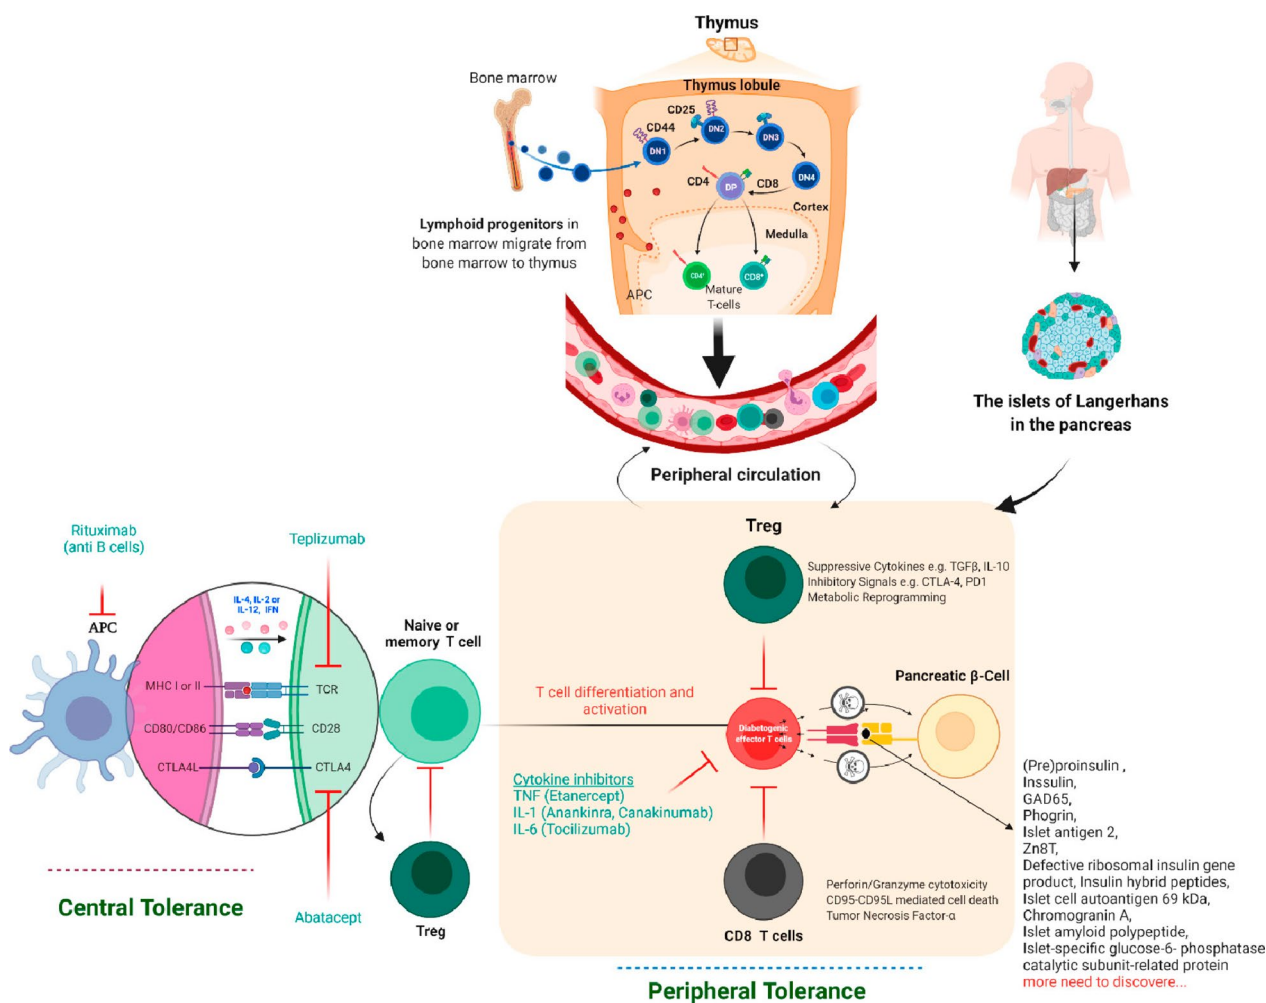 Thymus
Bone marrow
Thymus lobule
CD25
CD44
DN1
DN2
DN3
DN4
CD4
DP
CD8
Cortex
Medulla
Lymphoid progenitors in
bone marrow migrate from
bone marrow to thymus
CD4⁺
CD8⁺
APC
Mature
T-cells
The islets of Langerhans
in the pancreas
Peripheral circulation
Rituximab
(anti B cells)
Teplizumab
APC
IL-4, IL-2 or
IL-12, IFN
MHC I or II
TCR
CD80/CD86
CD28
CTLA4L
CTLA4
Naive or
memory T cell
Treg
Abatacept
Central Tolerance
Treg
Suppressive Cytokines e.g. TGFβ, IL-10
Inhibitory Signals e.g. CTLA-4, PD1
Metabolic Reprogramming
T cell differentiation and
activation
Pancreatic β-Cell
Diabetogenic
effector T cells
Cytokine inhibitors
TNF (Etanercept)
IL-1 (Anankinra, Canakinumab)
IL-6 (Tocilizumab)
Perforin/Granzyme cytotoxicity
CD95-CD95L mediated cell death
Tumor Necrosis Factor-α
CD8 T cells
Peripheral Tolerance
(Pre)proinsulin ,
Inssulin,
GAD65,
Phogrin,
Islet antigen 2,
Zn8T,
Defective ribosomal insulin gene
product, Insulin hybrid peptides,
Islet cell autoantigen 69 kDa,
Chromogranin A,
Islet amyloid polypeptide,
Islet-specific glucose-6- phosphatase
catalytic subunit-related protein
more need to discovere...